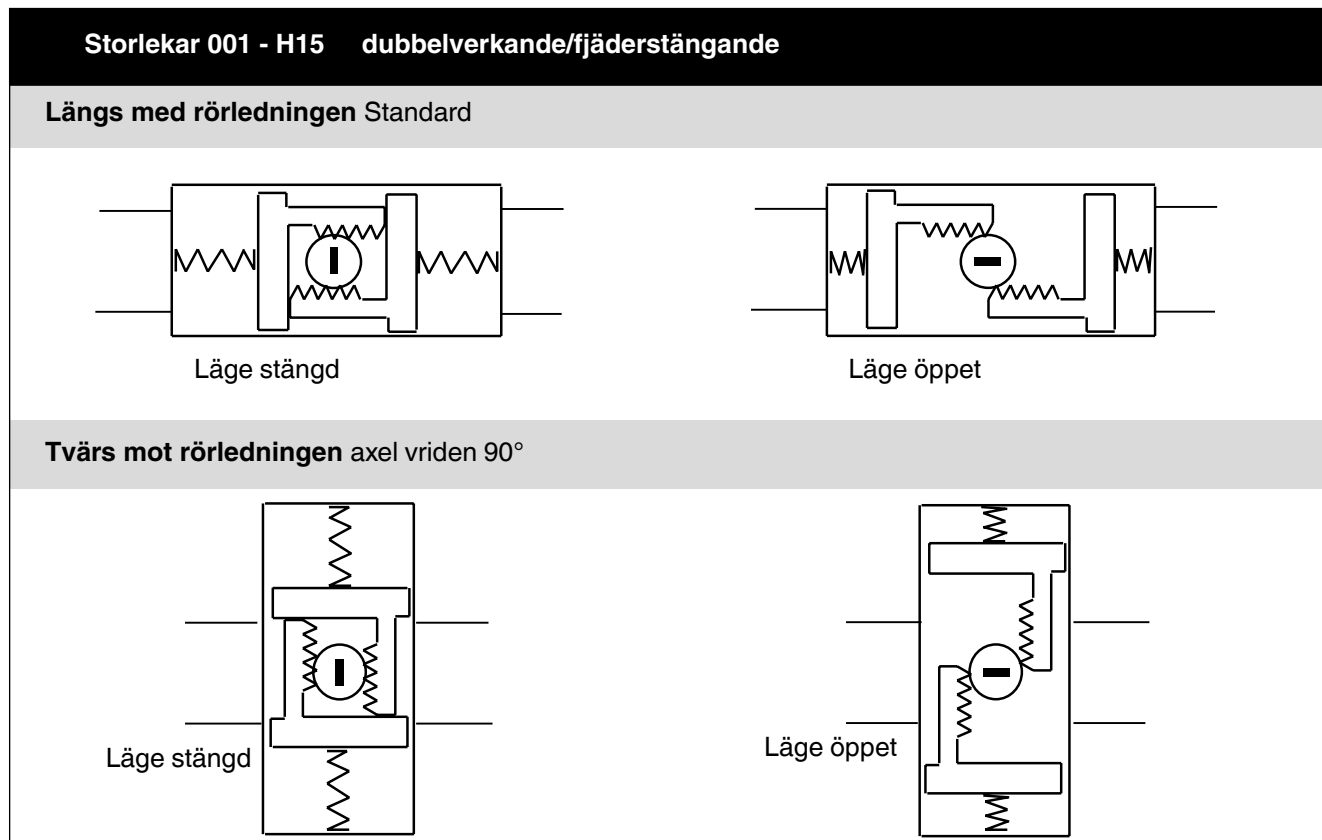 Storlekar 001 - H15 dubbelverkande/fjäderstängande
Längs med rörledningen Standard
Läge stängd
Läge öppet
Tvärs mot rörledningen axel vriden 90°
Läge stängd
Läge öppet